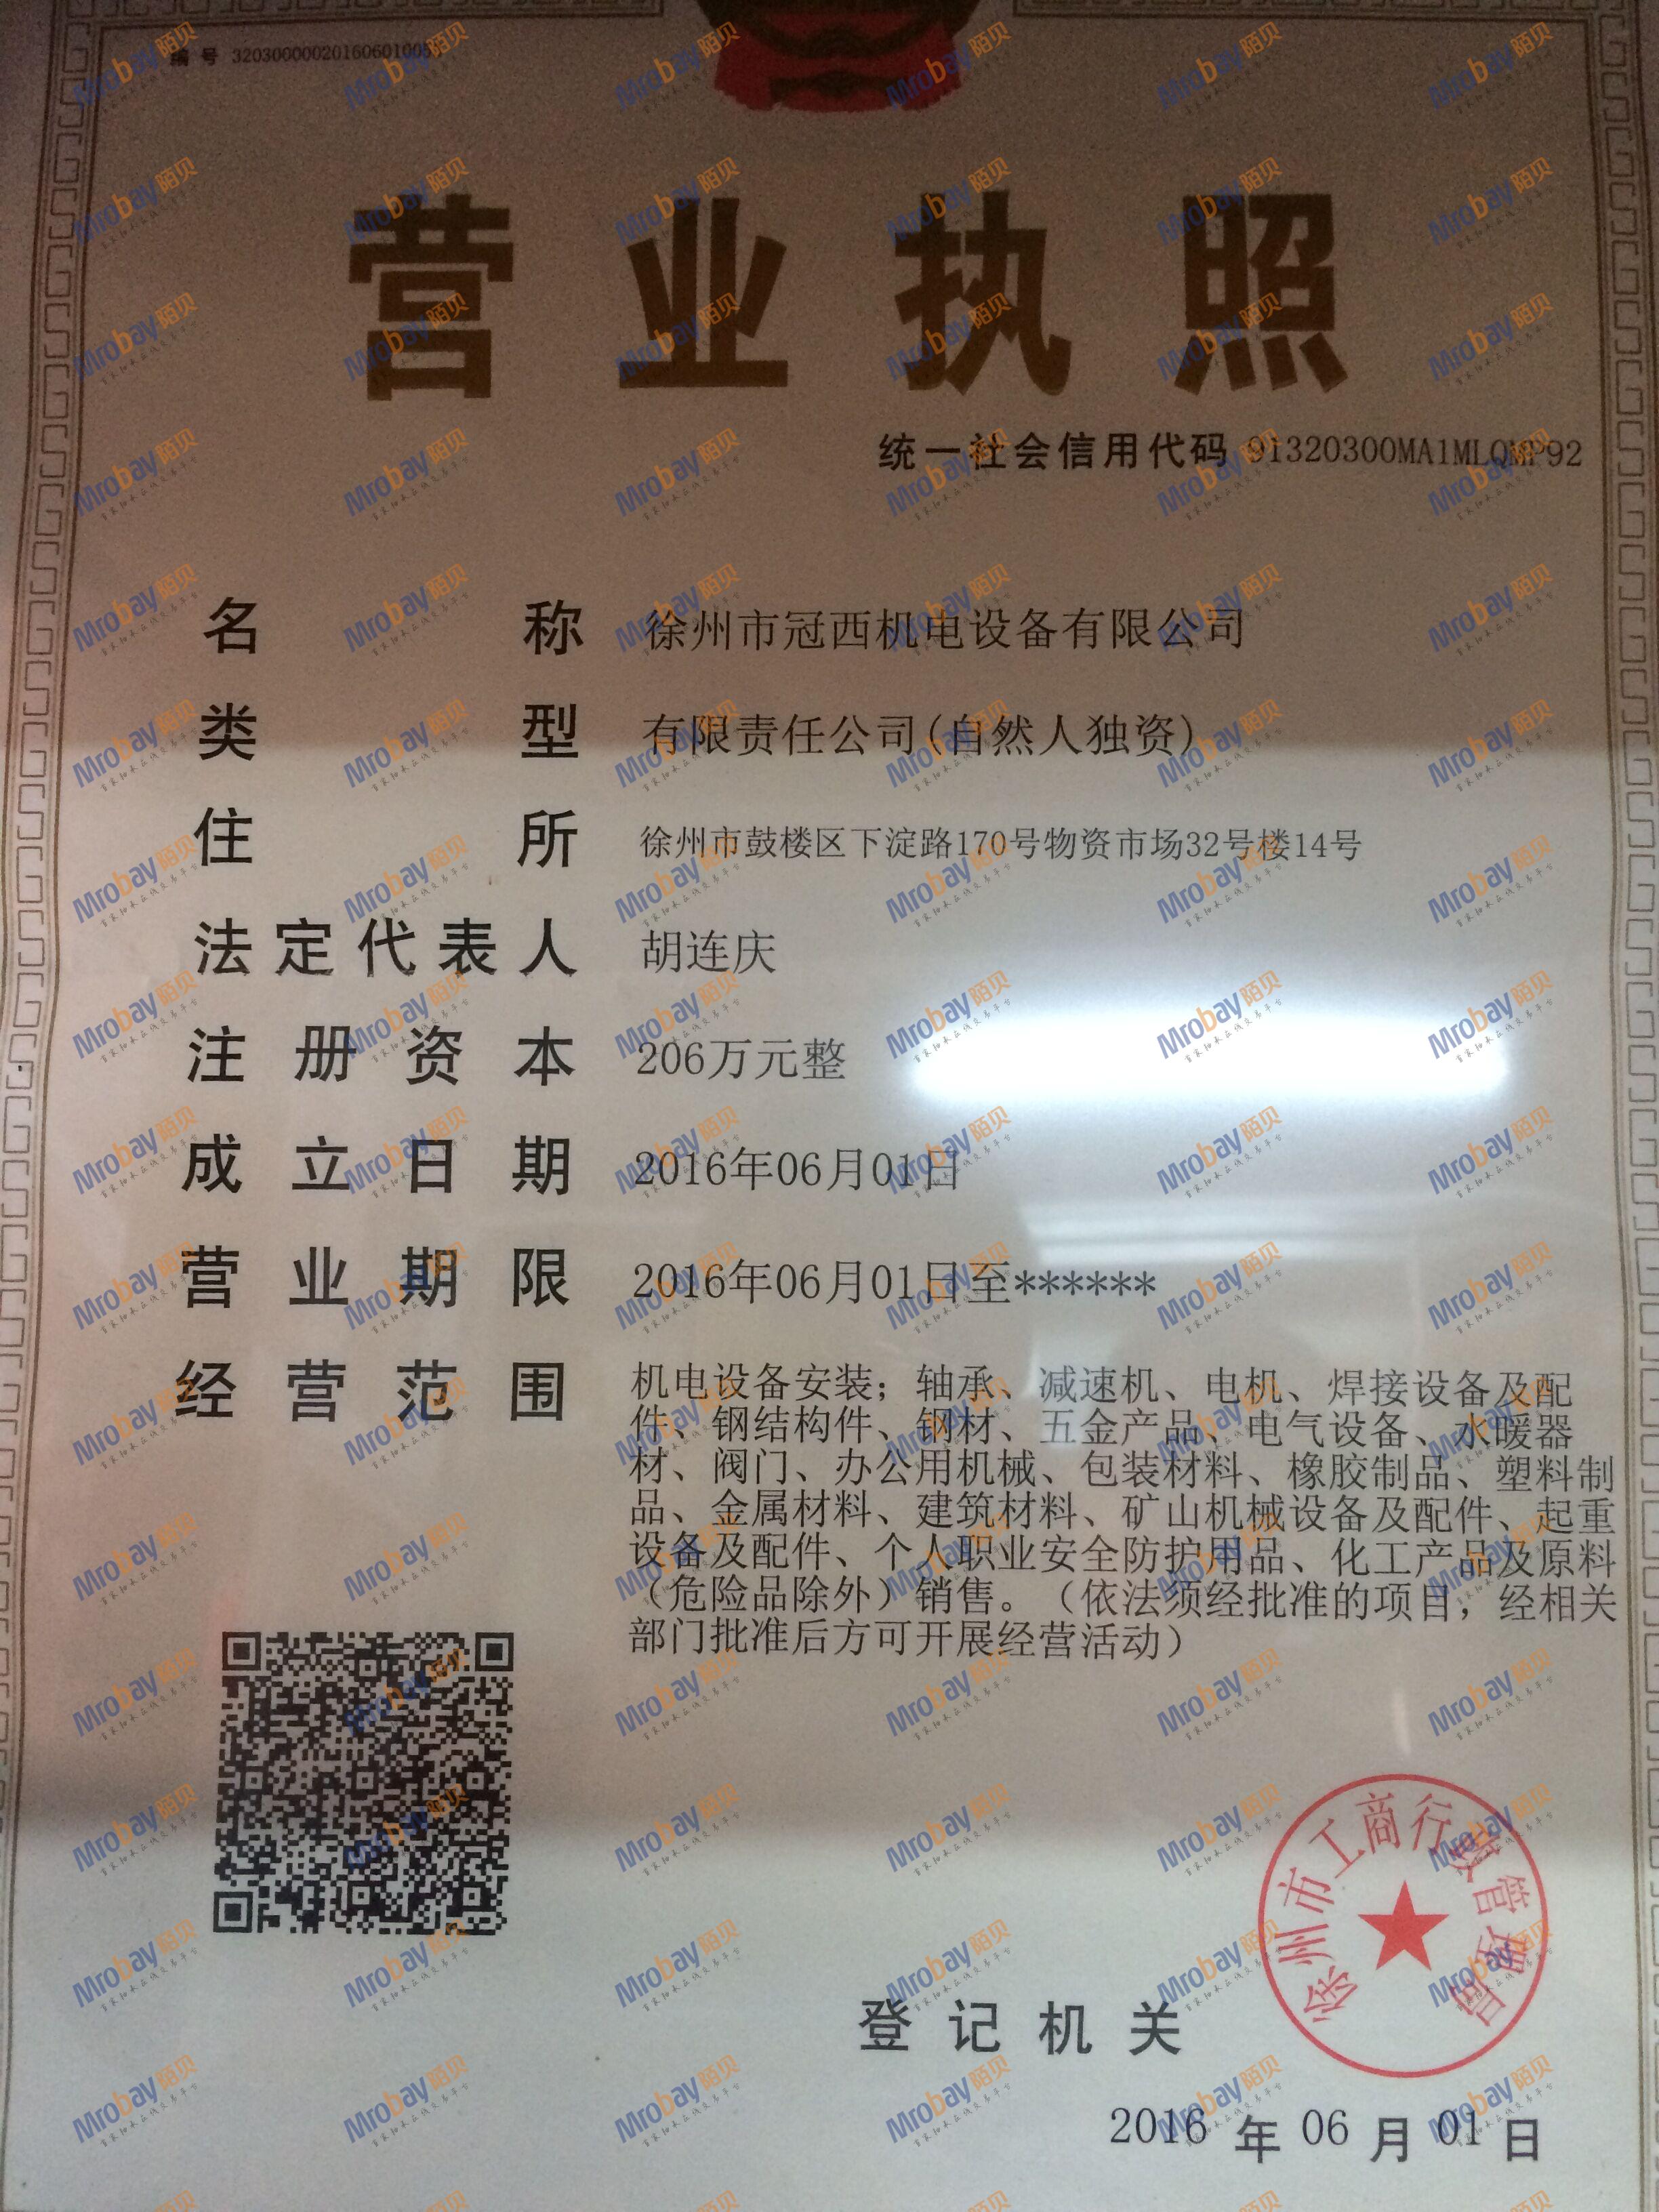 编 号 320300000201606010053
营业执照
统一社会信用代码 91320300MA1MLQMP92
名称 徐州市冠西机电设备有限公司
类型 有限责任公司(自然人独资)
住所 徐州市鼓楼区下淀路170号物资市场32号楼14号
法定代表人 胡连庆
注册资本 206万元整
成立日期 2016年06月01日
营业期限 2016年06月01日至******
经营范围 机电设备安装；轴承、减速机、电机、焊接设备及配
件、钢结构件、钢材、五金产品、电气设备、水暖器
材、阀门、办公用机械、包装材料、橡胶制品、塑料制
品、金属材料、建筑材料、矿山机械设备及配件、起重
设备及配件、个人职业安全防护用品、化工产品及原料
（危险品除外）销售。（依法须经批准的项目，经相关
部门批准后方可开展经营活动）
徐州市工商行政管理局
登记机关
2016 年 06 月 01 日
Mrobay陌贝